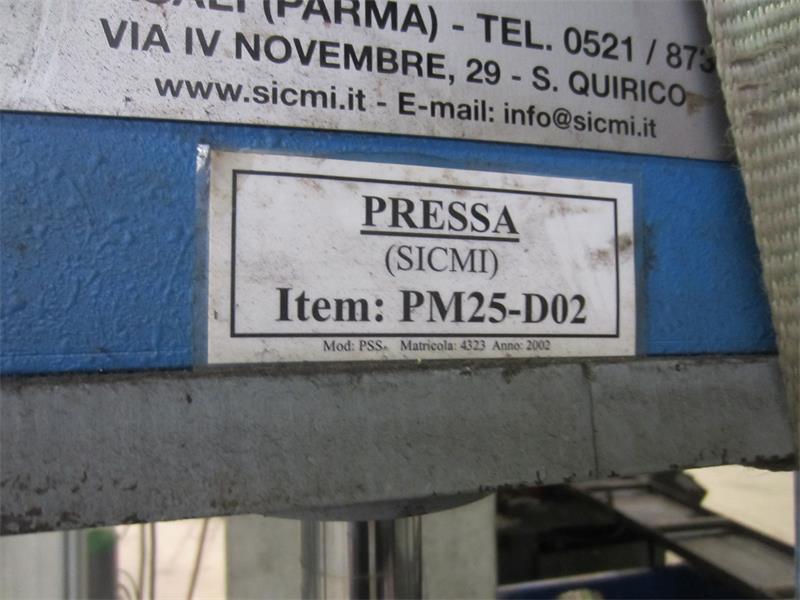 (PARMA) - TEL. 0521 / 873
VIA IV NOVEMBRE, 29 - S. QUIRICO
www.sicmi.it - E-mail: info@sicmi.it
PRESSA
(SICMI)
Item: PM25-D02
Mod: PSS- Matricola: 4323 Anno: 2002